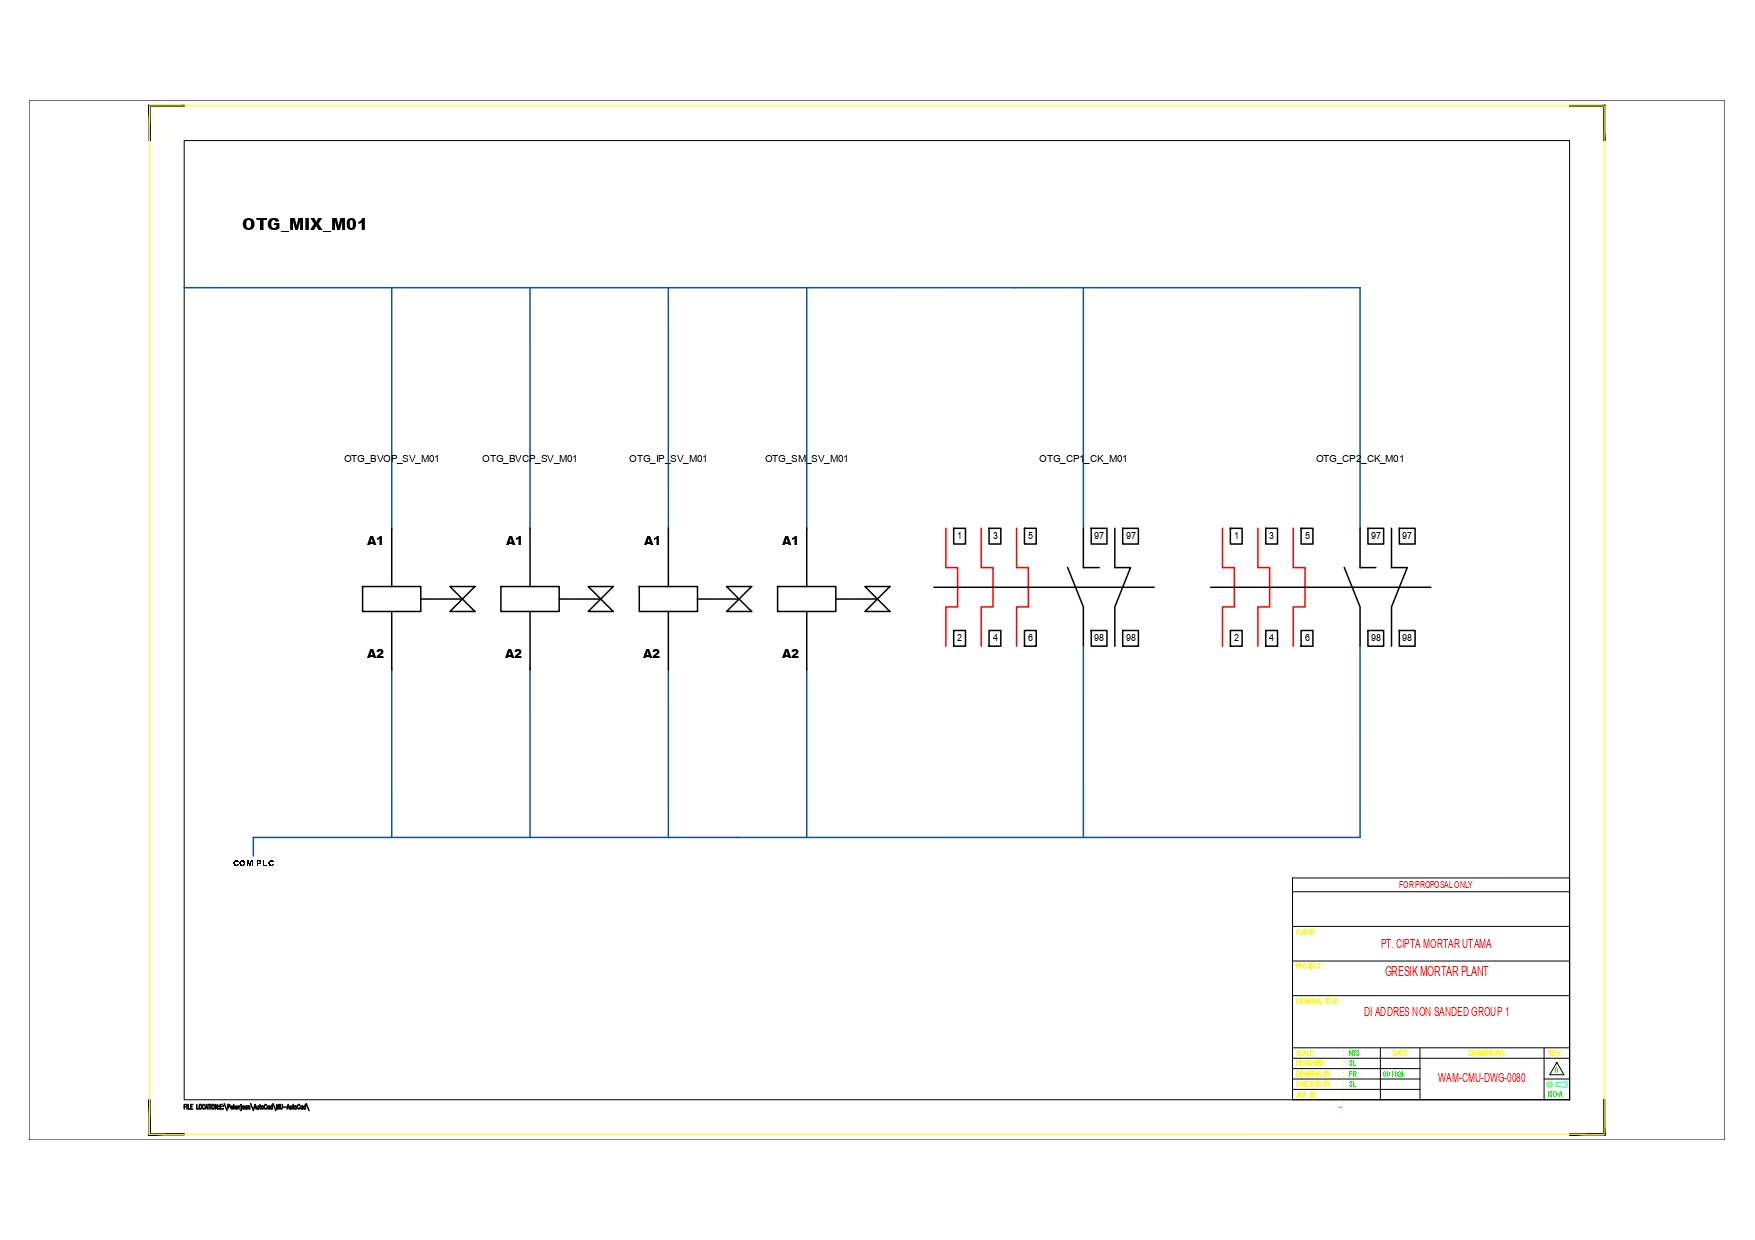 OTG_MIX_M01
OTG_BVOP_SV_M01 OTG_BVCP_SV_M01 OTG_IP_SV_M01 OTG_SM_SV_M01 OTG_CP1_CK_M01 OTG_CP2_CK_M01
A1 A1 A1 A1 1 3 5 97 97 1 3 5 97 97
A2 A2 A2 A2 2 4 6 98 98 2 4 6 98 98
COM PLC
FOR PROPOSAL ONLY
CLIENT :
PT. CIPTA MORTAR UTAMA
PROJECT :
GRESIK MORTAR PLANT
DRAWING TITLE :
DI ADDRES NON SANDED GROUP 1
SCALE : NTS DATE DRAWING NO. REV.
DESIGNED : SL
DRAWING BY : FR
CHECKED BY : SL
APP. BY :
WAM-CMU-DWG-0080
ISO-A
FILE LOCATION: